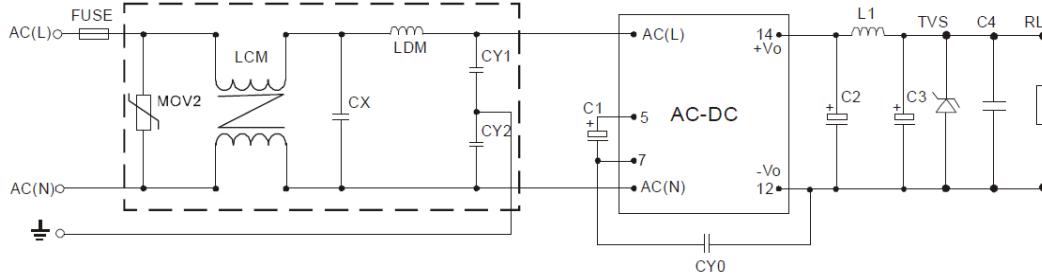 FUSE
AC(L)
MOV2
LCM
CX
LDM
CY1
CY2
AC(N)
C1
+
AC(L)
5
AC-DC
7
AC(N)
14
+Vo
-Vo
12
CY0
L1
C2
+
C3
+
TVS
C4
RL